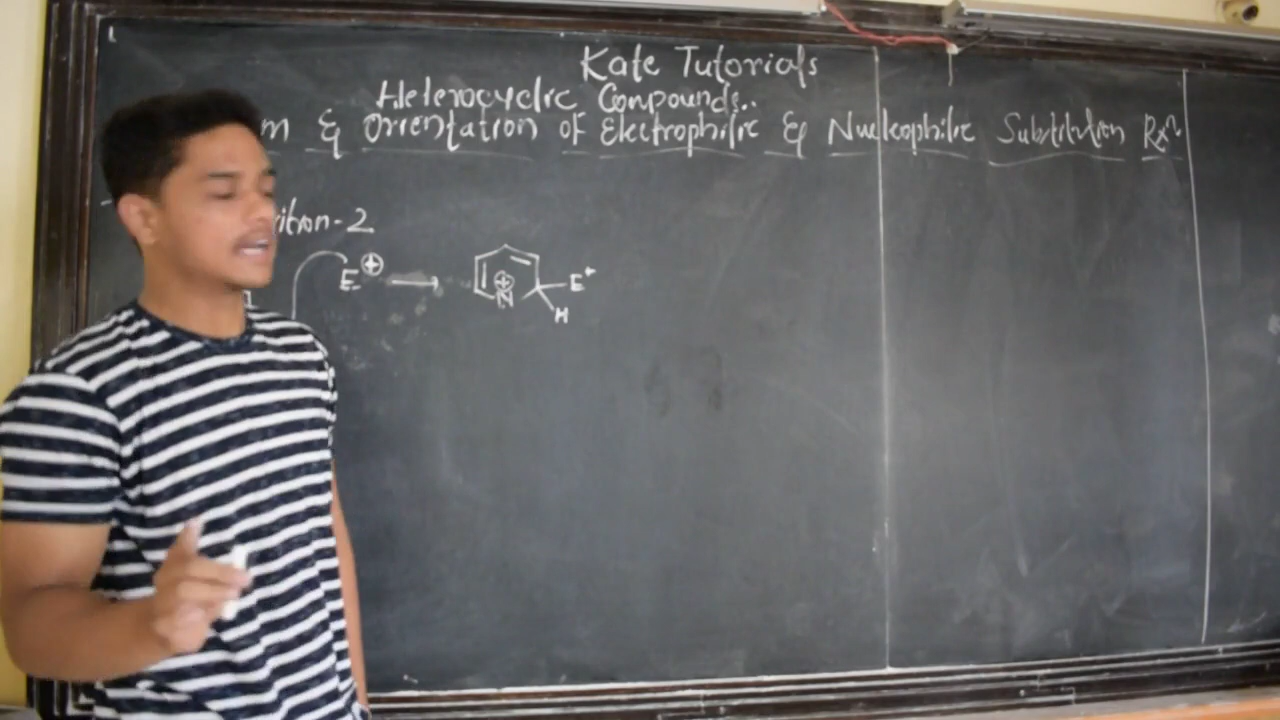 Kate Tutorials
Heterocyclic Compounds..
m & Orientation of Electrophilic & Nucleophilic Substitution Rxn
ition-2
E⊕ → ⊕ N E+
H